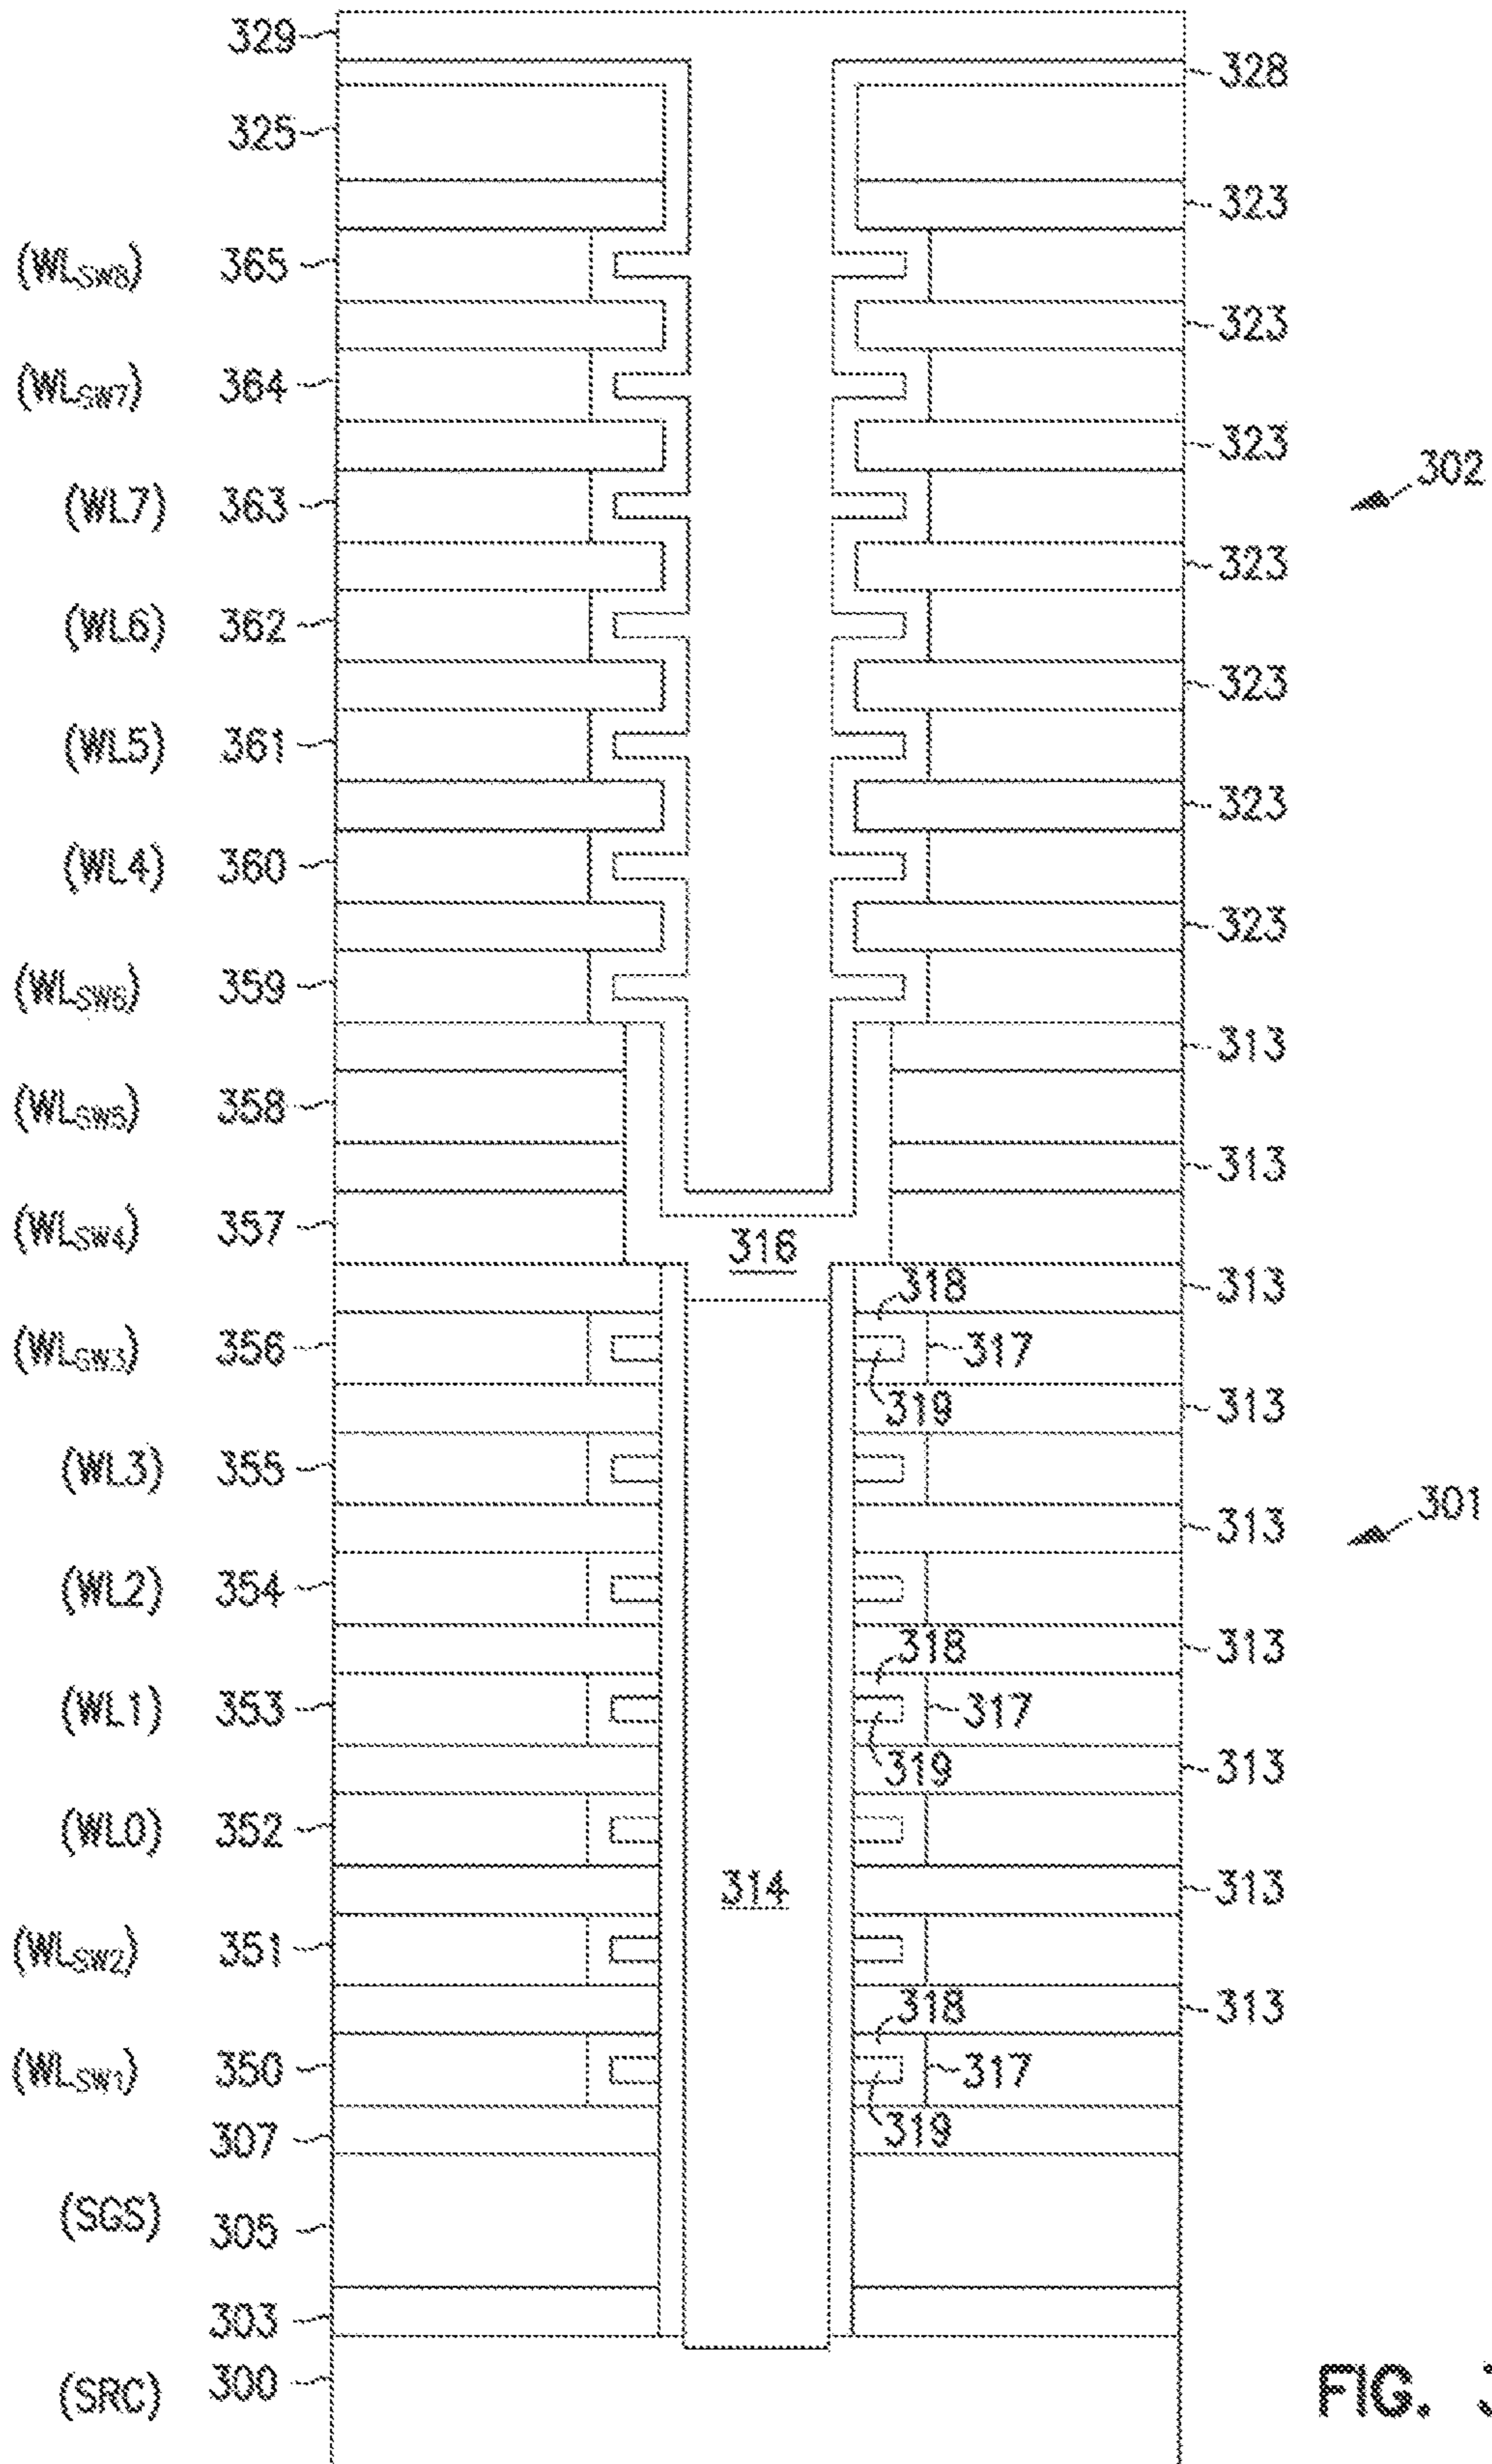 329
328
325
323
(WLSW8) 365
323
(WLSW7) 364
323
302
(WL7) 363
323
(WL6) 362
323
(WL5) 361
323
(WL4) 360
323
(WLSW6) 359
313
(WLSW5) 358
313
(WLSW4) 357
316
313
318
(WLSW3) 356
317
319
313
(WL3) 355
301
313
(WL2) 354
313
318
(WL1) 353
317
319
313
(WL0) 352
314
313
(WLSW2) 351
313
318
(WLSW1) 350
317
319
307
(SGS) 305
303
(SRC) 300
FIG.